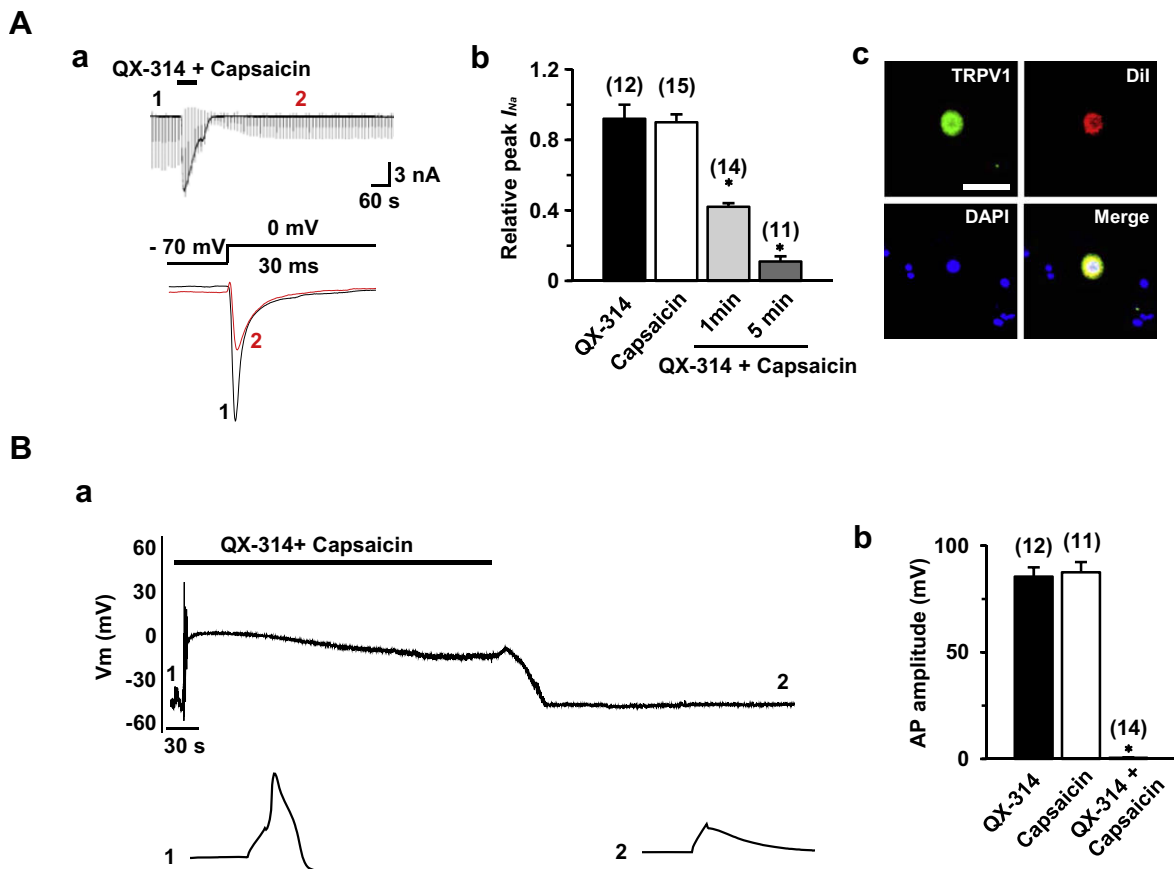 A
a
QX-314 + Capsaicin
1
2
3 nA
60 s
0 mV
- 70 mV
30 ms
2
1
b
1.2
0.8
0.4
0
Relative peak INa
(12)
(15)
(14)
*
(11)
*
QX-314
Capsaicin
1min
5 min
QX-314 + Capsaicin
c
TRPV1
DiI
DAPI
Merge
B
a
QX-314+ Capsaicin
60
30
0
-30
-60
Vm (mV)
1
2
30 s
1
2
b
100
50
0
AP amplitude (mV)
(12)
(11)
(14)
*
QX-314
Capsaicin
QX-314 +
Capsaicin